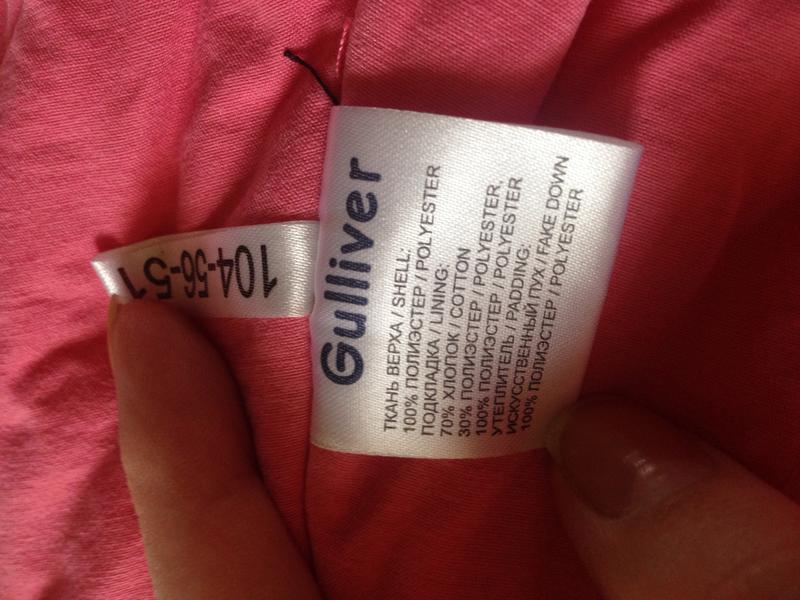 Gulliver
ТКАНЬ ВЕРХА / SHELL:
100% ПОЛИЭСТЕР / POLYESTER
ПОДКЛАДКА / LINING:
70% ХЛОПОК / COTTON
30% ПОЛИЭСТЕР / POLYESTER,
100% ПОЛИЭСТЕР / POLYESTER
УТЕПЛИТЕЛЬ / PADDING:
ИСКУССТВЕННЫЙ ПУХ / FAKE DOWN
100% ПОЛИЭСТЕР / POLYESTER
104-56-51